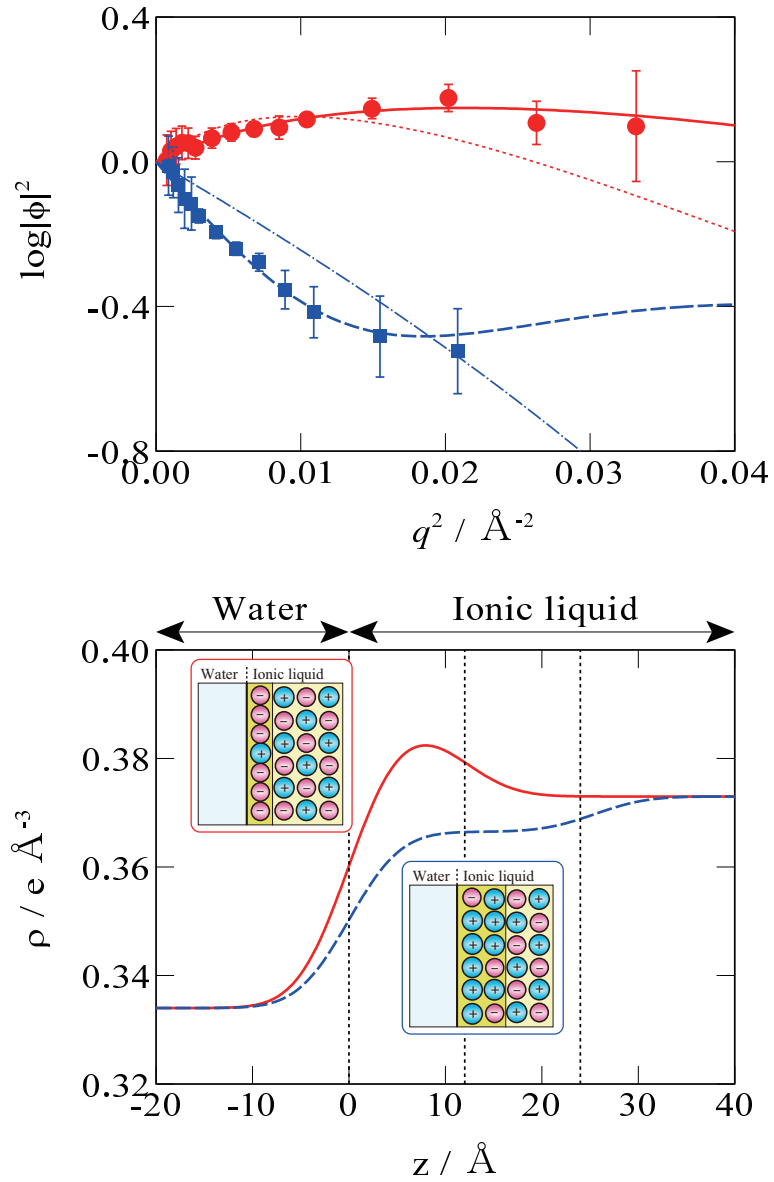 0.4
0.0
-0.4
-0.8
log|ϕ|²
0.00 0.01 0.02 0.03 0.04
q² / Å⁻²
Water Ionic liquid
0.40
0.38
0.36
0.34
0.32
ρ / e Å⁻³
Water Ionic liquid
− + − +
− − + −
− + − +
+ − + −
− + − +
− + − +
− − + −
Water Ionic liquid
− + − +
+ + + −
+ + − +
+ − + −
+ + − +
+ − + −
-20 -10 0 10 20 30 40
z / Å